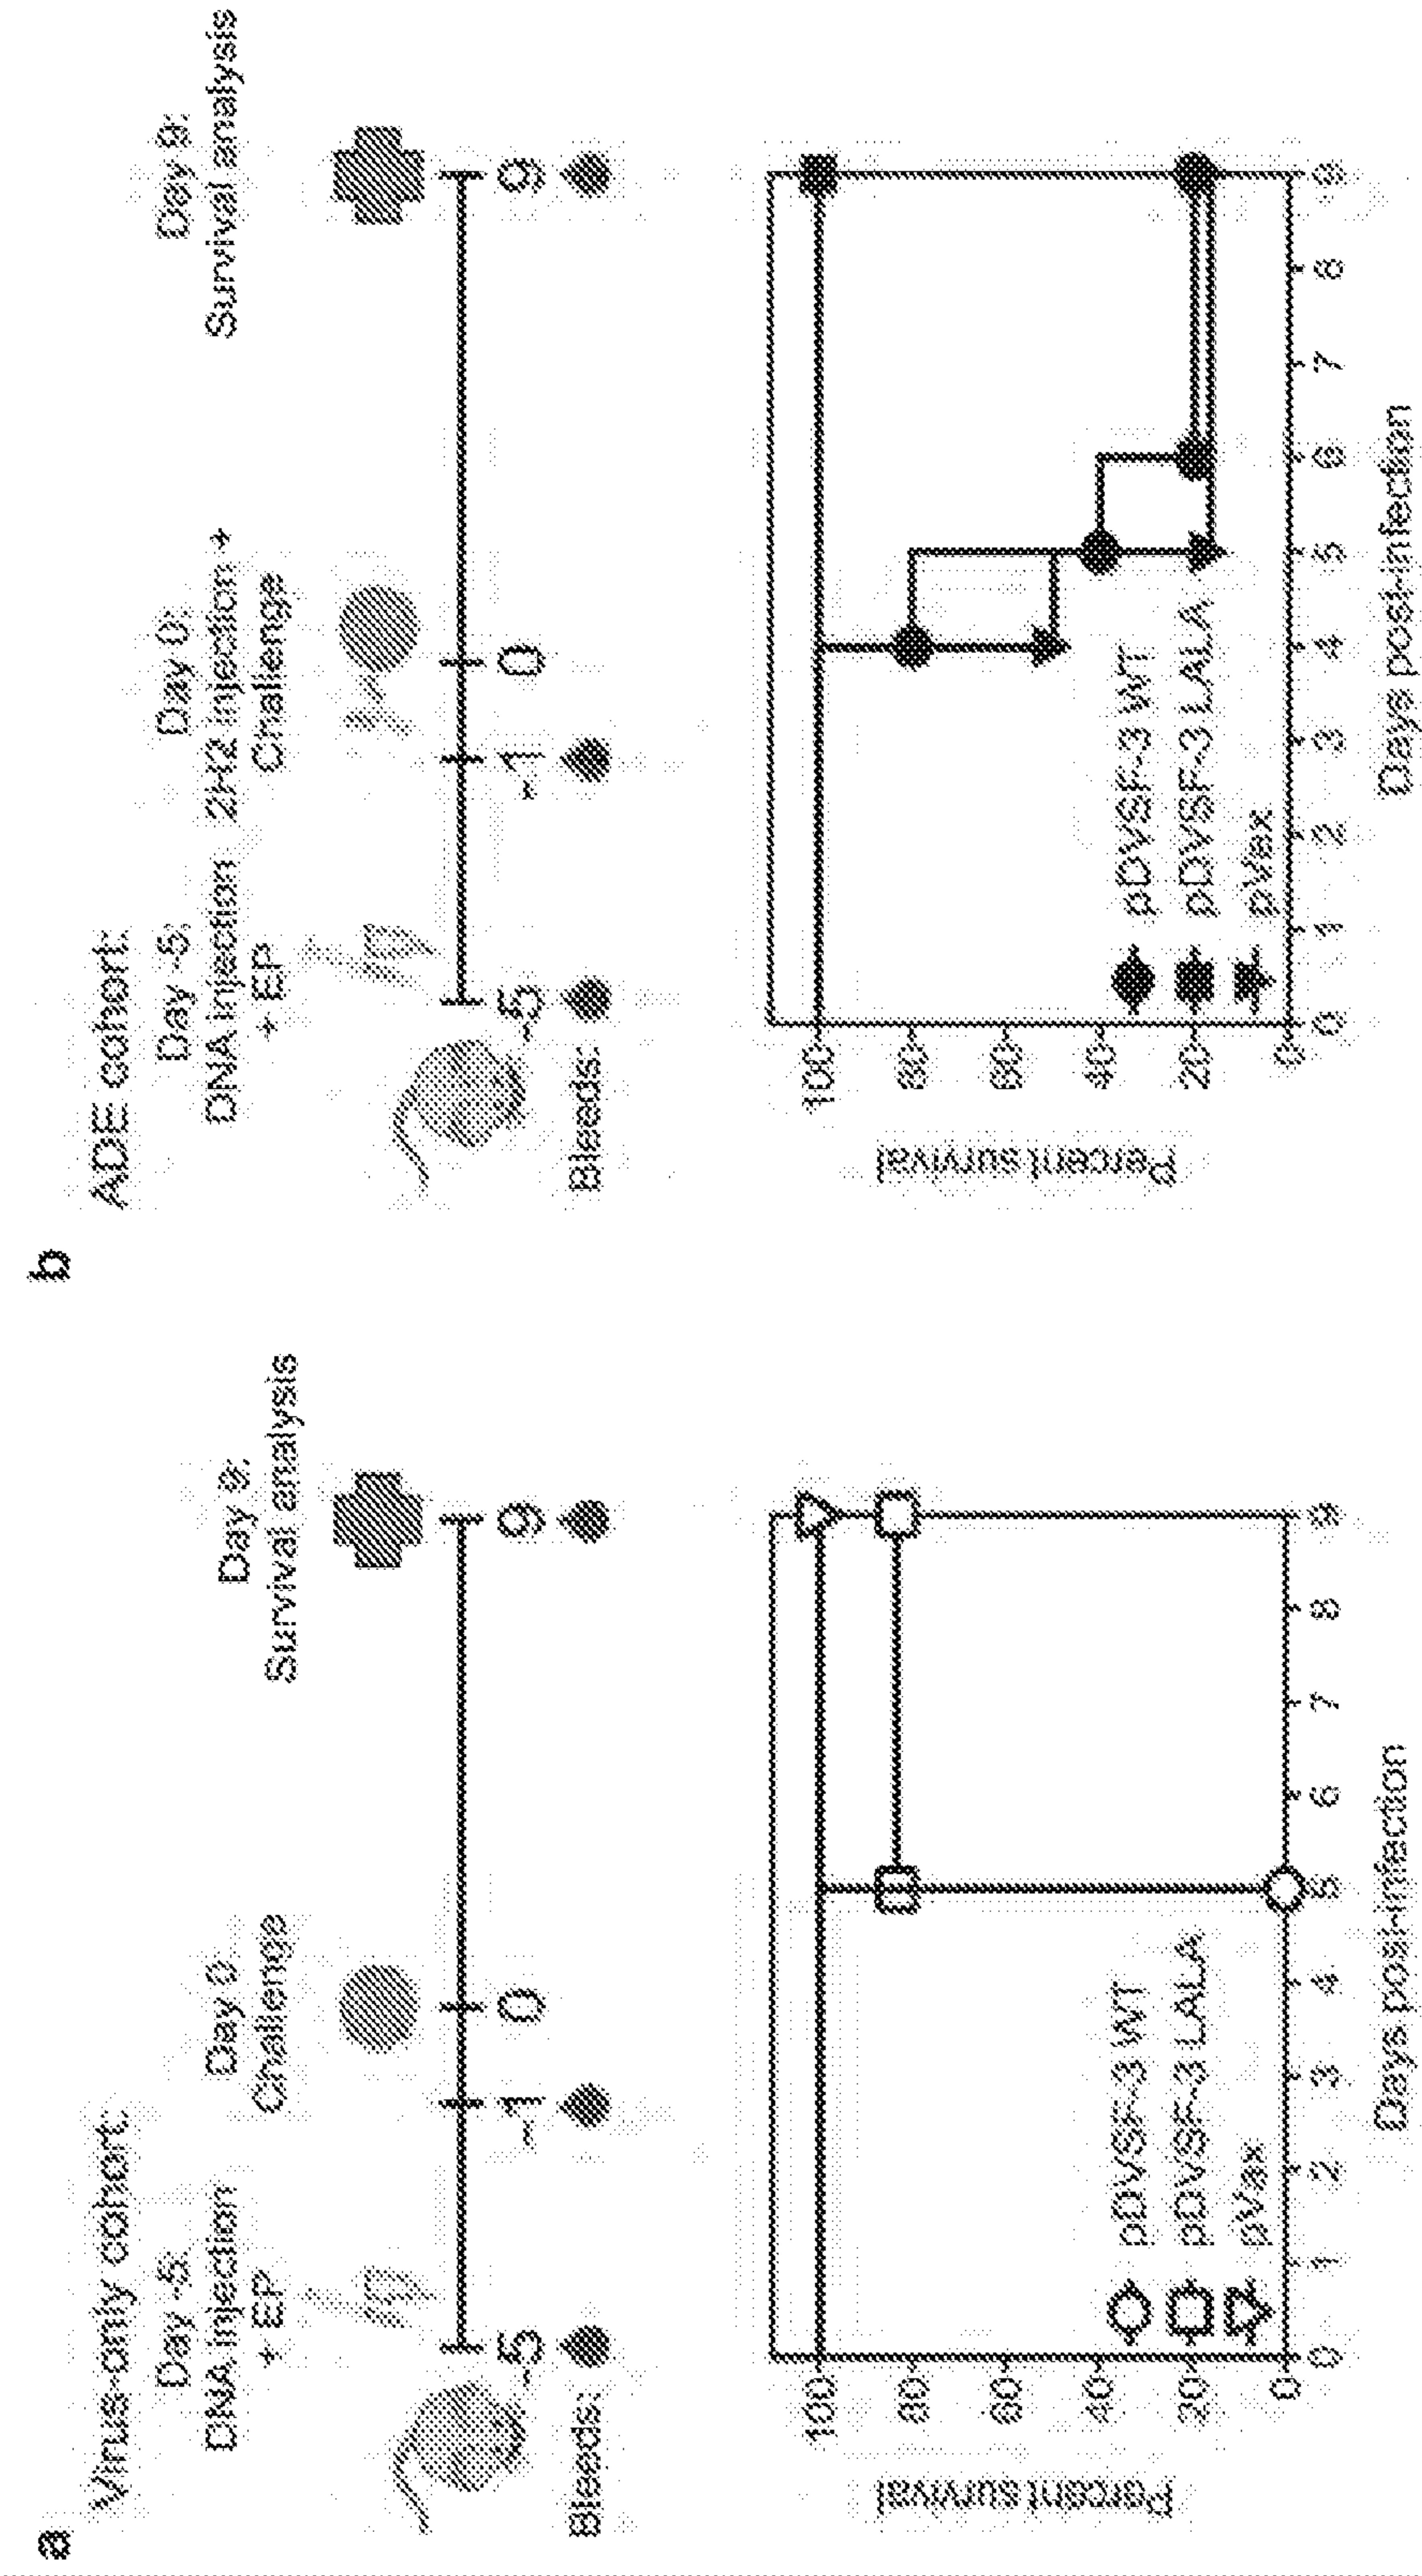 a
Virus-only cohort:
Day -5:
DNA injection
+ EP
Day 0:
Challenge
Day 9:
Survival analysis
-5
-1
0
9
Bleeds:
Percent survival
100
80
60
40
20
0
pDVSF-3 WT
pDVSF-3 LALA
pVax
0 1 2 3 4 5 6 7 8 9
Days post-infection
b
ADE cohort:
Day -5:
DNA injection
+ EP
Day 0:
2H2 injection +
Challenge
Day 9:
Survival analysis
-5
-1
0
9
Bleeds:
Percent survival
100
80
60
40
20
0
pDVSF-3 WT
pDVSF-3 LALA
pVax
0 1 2 3 4 5 6 7 8 9
Days post-infection